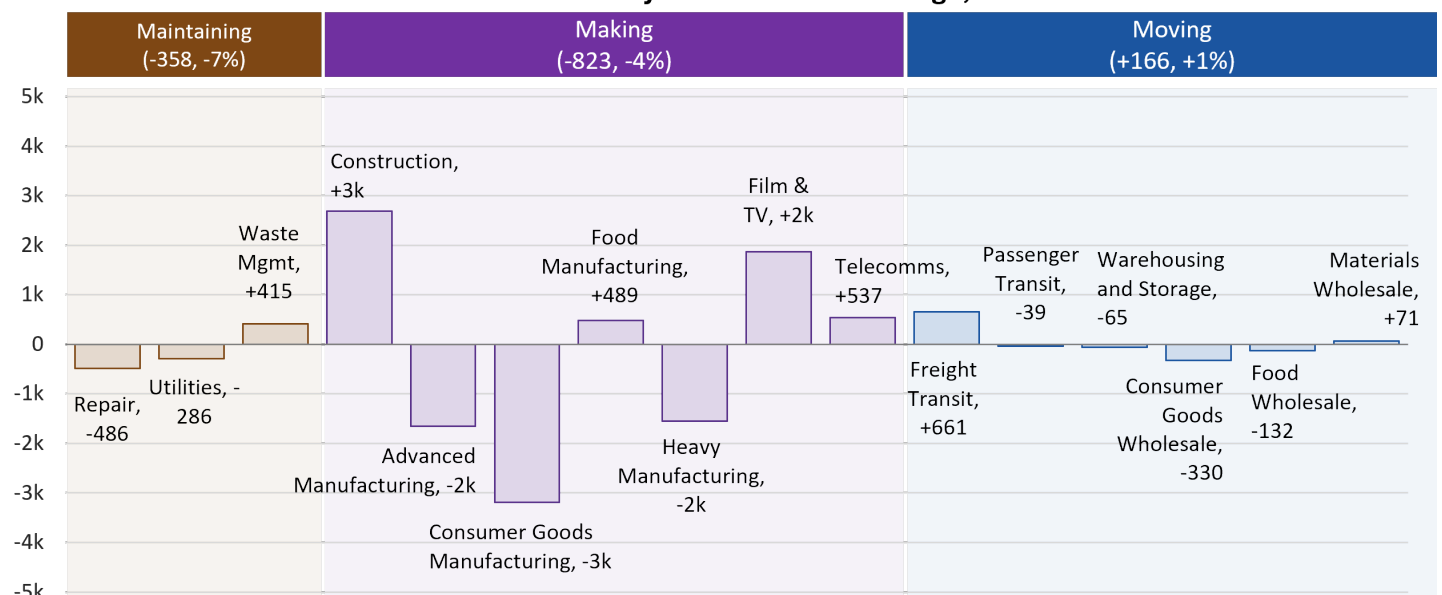 Maintaining
(-358, -7%)
Making
(-823, -4%)
Moving
(+166, +1%)
5k
4k
3k
2k
1k
0
-1k
-2k
-3k
-4k
-5k
Repair,
-486
Utilities, -
286
Waste
Mgmt,
+415
Construction,
+3k
Advanced
Manufacturing, -2k
Consumer Goods
Manufacturing, -3k
Food
Manufacturing,
+489
Heavy
Manufacturing,
-2k
Film &
TV, +2k
Telecomms,
+537
Freight
Transit,
+661
Passenger
Transit,
-39
Warehousing
and Storage,
-65
Consumer
Goods
Wholesale,
-330
Food
Wholesale,
-132
Materials
Wholesale,
+71